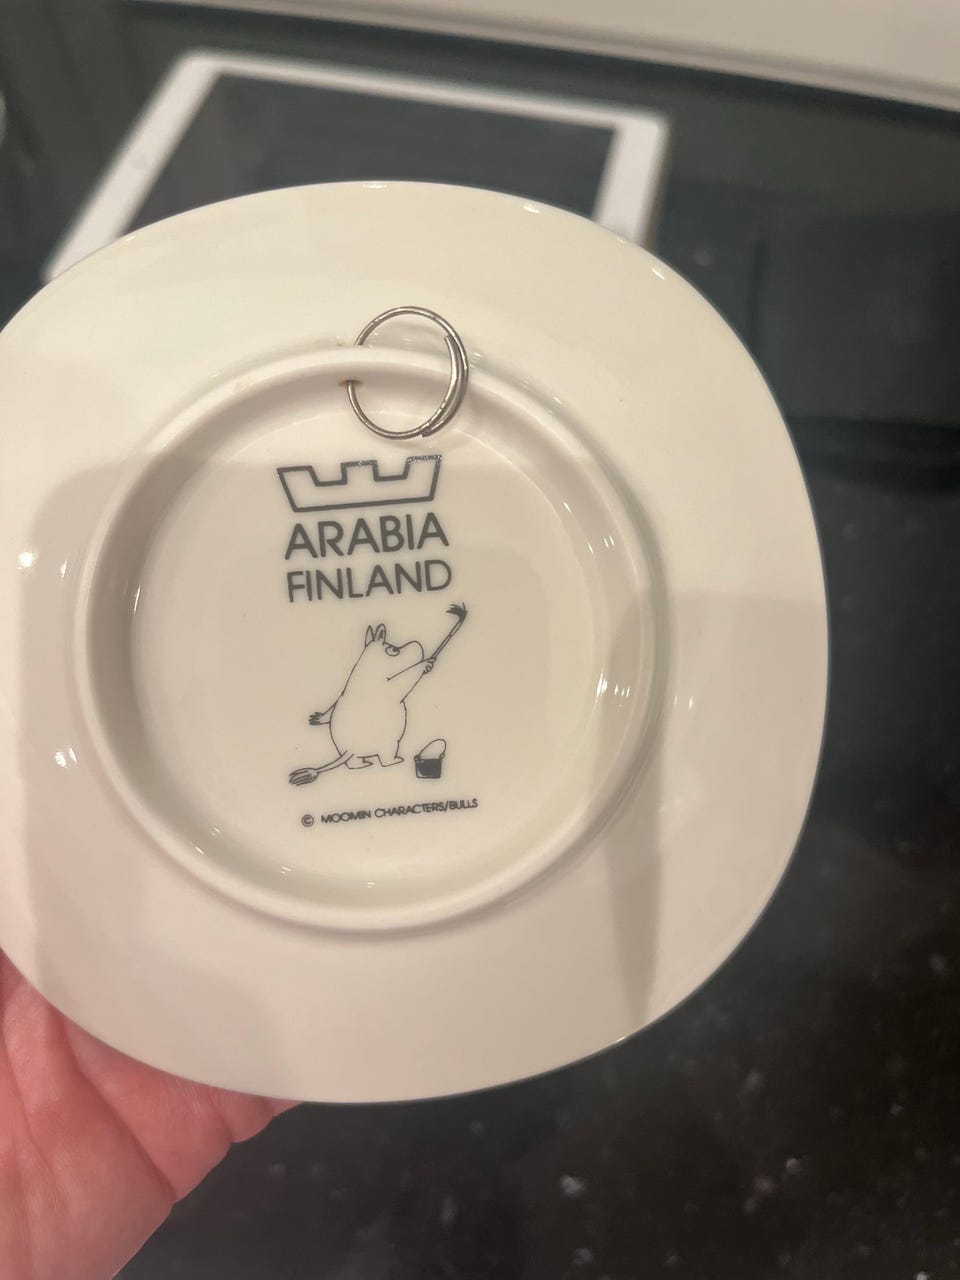 ARABIA
FINLAND
© MOOMIN CHARACTERS/BULLS